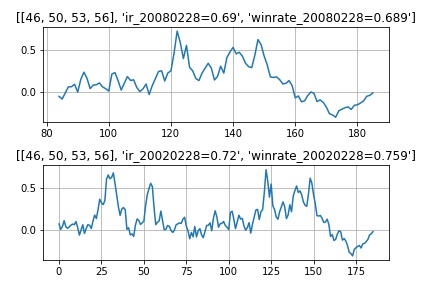 [[46, 50, 53, 56], 'ir_20080228=0.69', 'winrate_20080228=0.689']
0.5
0.0
80 100 120 140 160 180
[[46, 50, 53, 56], 'ir_20020228=0.72', 'winrate_20020228=0.759']
0.5
0.0
0 25 50 75 100 125 150 175